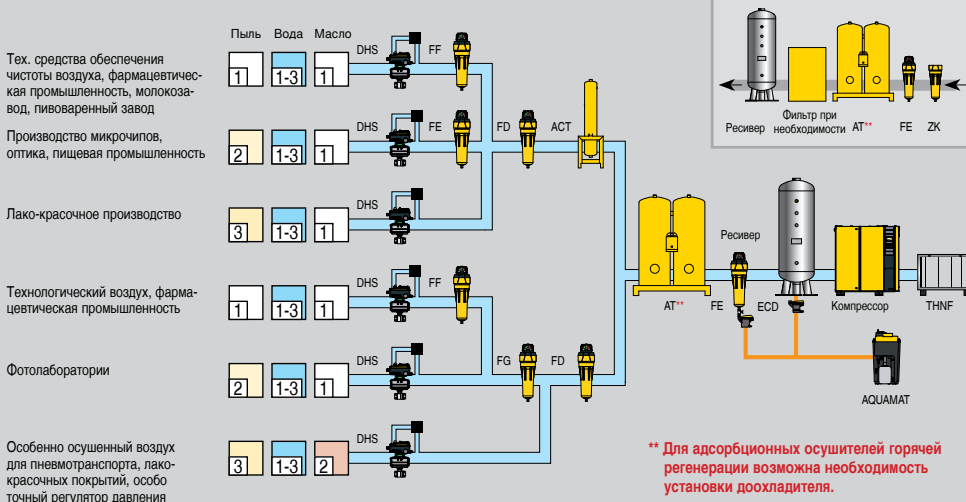 Пыль Вода Масло
Тех. средства обеспечения
чистоты воздуха, фармацевтичес-
кая промышленность, молокоза-
вод, пивоваренный завод
1 1-3 1
DHS FF
Производство микрочипов,
оптика, пищевая промышленность
2 1-3 1
DHS FE FD ACT
Лако-красочное производство
3 1-3 1
DHS
Технологический воздух, фарма-
цевтическая промышленность
1 1-3 1
DHS FF
Фотолаборатории
2 1-3 1
DHS FG FD
Особенно осушенный воздух
для пневмотранспорта, лако-
красочных покрытий, особо
точный регулятор давления
3 1-3 2
DHS
Ресивер
Фильтр при
необходимости
AT**
FE
ZK
Ресивер
AT**
FE
ECD
Компрессор
THNF
AQUAMAT
** Для адсорбционных осушителей горячей
регенерации возможна необходимость
установки доохладителя.